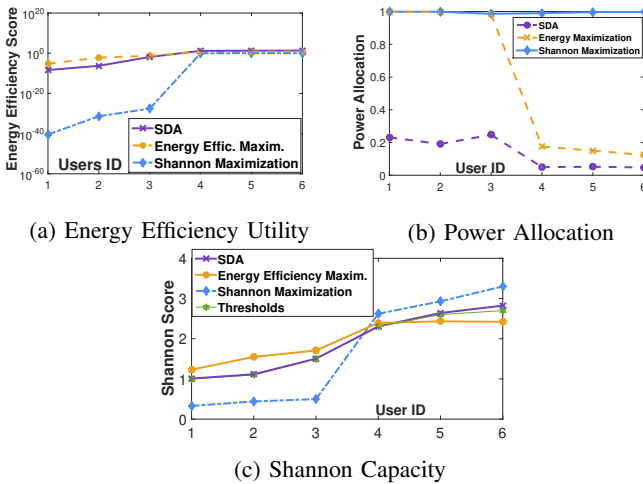 Energy Efficiency Score
10^20
10^0
10^-20
10^-40
10^-60
SDA
Energy Effic. Maxim.
Shannon Maximization
Users ID
1 2 3 4 5 6
(a) Energy Efficiency Utility
Power Allocation
1
0.8
0.6
0.4
0.2
0
SDA
Energy Maximization
Shannon Maximization
User ID
1 2 3 4 5 6
(b) Power Allocation
Shannon Score
4
3
2
1
0
SDA
Energy Efficiency Maxim.
Shannon Maximization
Thresholds
User ID
1 2 3 4 5 6
(c) Shannon Capacity